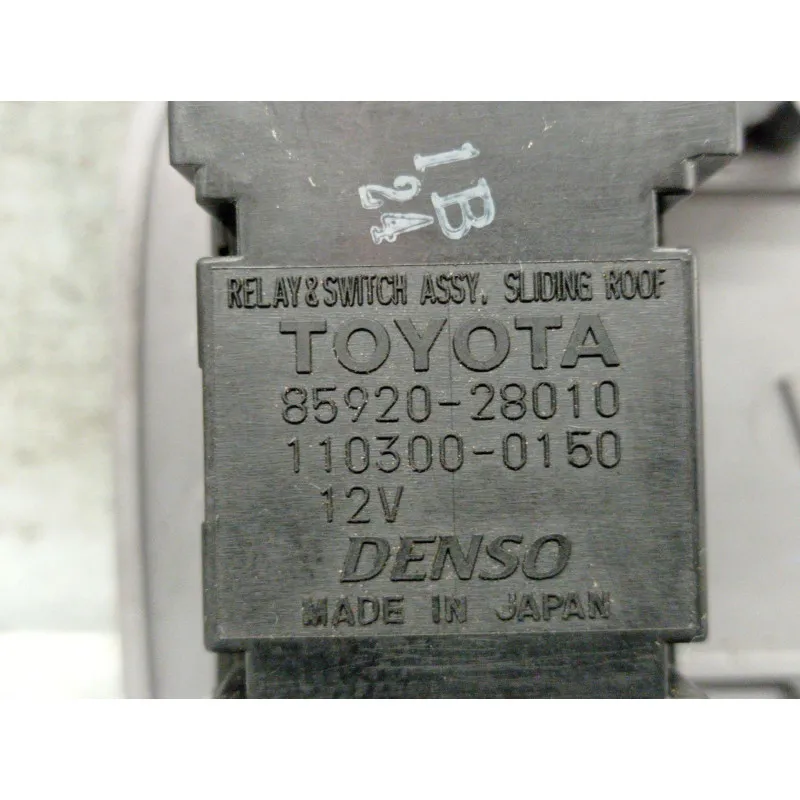 1B
24
RELAY&SWITCH ASSY, SLIDING ROOF
TOYOTA
85920-28010
110300-0150
12V
DENSO
MADE IN JAPAN